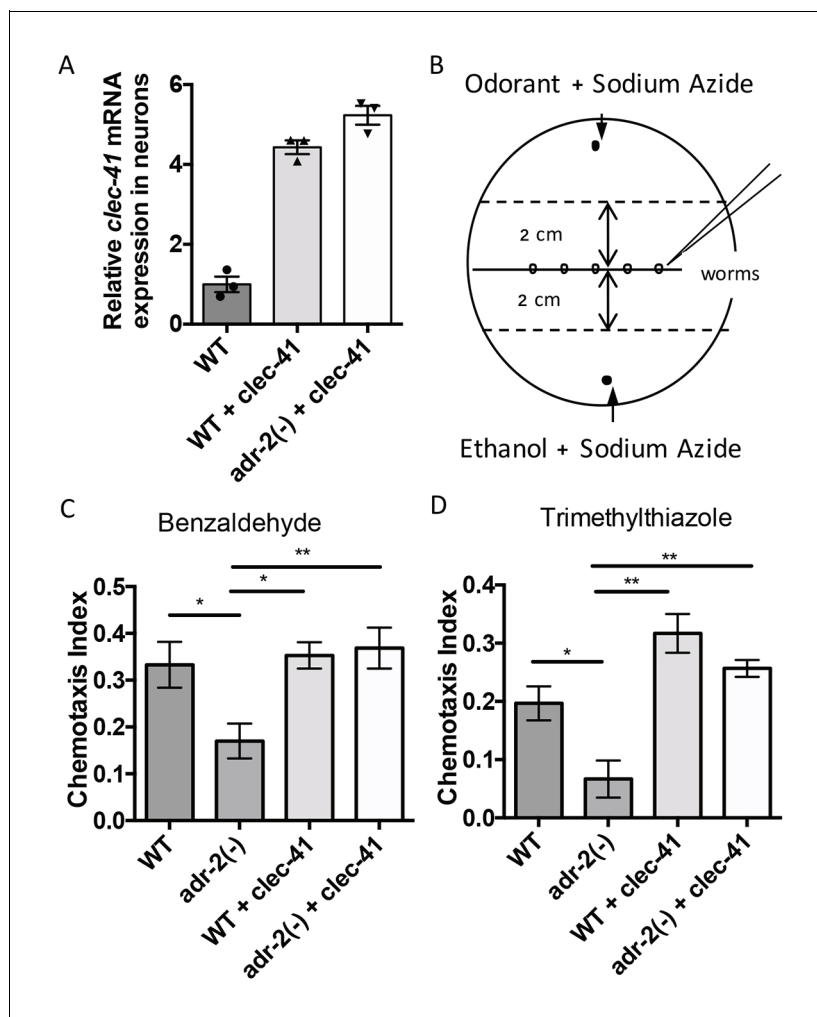 A
Relative clec-41 mRNA
expression in neurons
6
4
2
0
WT
WT + clec-41
adr-2(-) + clec-41
B
Odorant + Sodium Azide
2 cm
2 cm
worms
Ethanol + Sodium Azide
C
Benzaldehyde
**
*
*
Chemotaxis Index
0.5
0.4
0.3
0.2
0.1
0.0
WT
adr-2(-)
WT + clec-41
adr-2(-) + clec-41
D
Trimethylthiazole
**
**
*
Chemotaxis Index
0.4
0.3
0.2
0.1
0.0
WT
adr-2(-)
WT + clec-41
adr-2(-) + clec-41